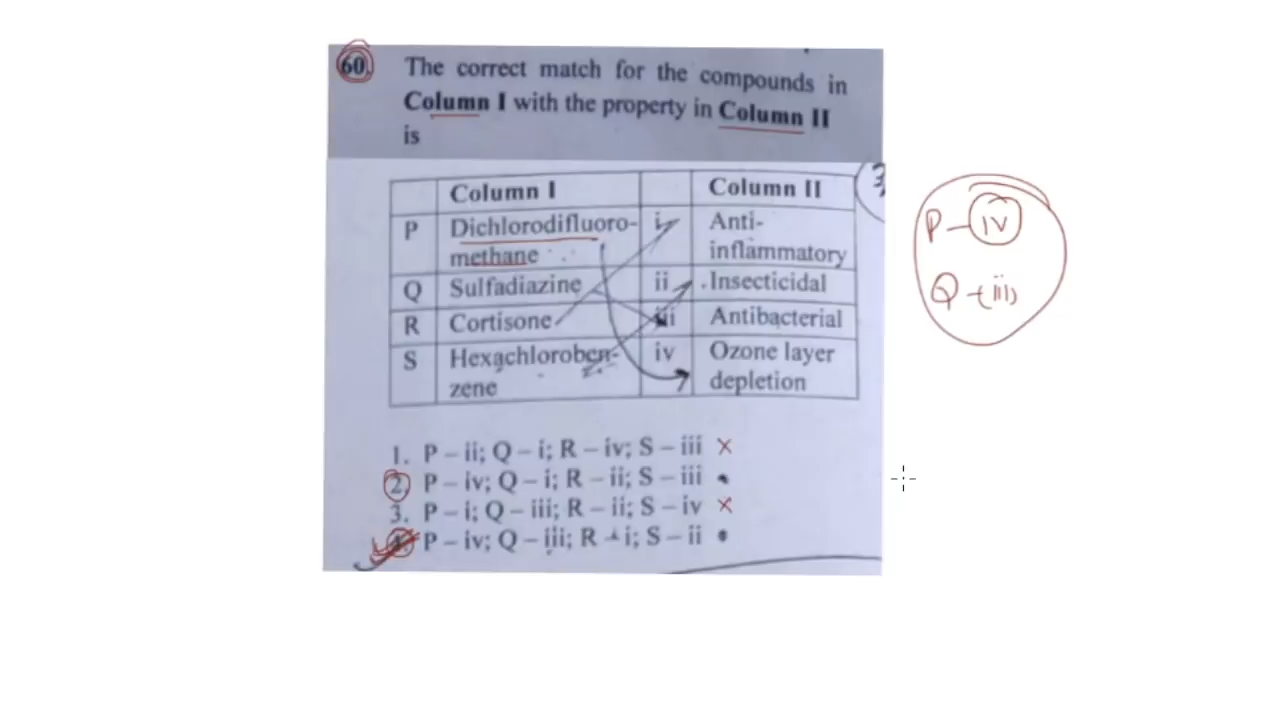 60. The correct match for the compounds in
Column I with the property in Column II
is
Column I Column II
P Dichlorodifluoro- i Anti-
methane inflammatory
Q Sulfadiazine ii Insecticidal
R Cortisone iii Antibacterial
S Hexachloroben- iv Ozone layer
zene depletion
1. P – ii; Q – i; R – iv; S – iii ×
2. P – iv; Q – i; R – ii; S – iii
3. P – i; Q – iii; R – ii; S – iv ×
4. P – iv; Q – iii; R – i; S – ii
P – iv
Q – (iii)